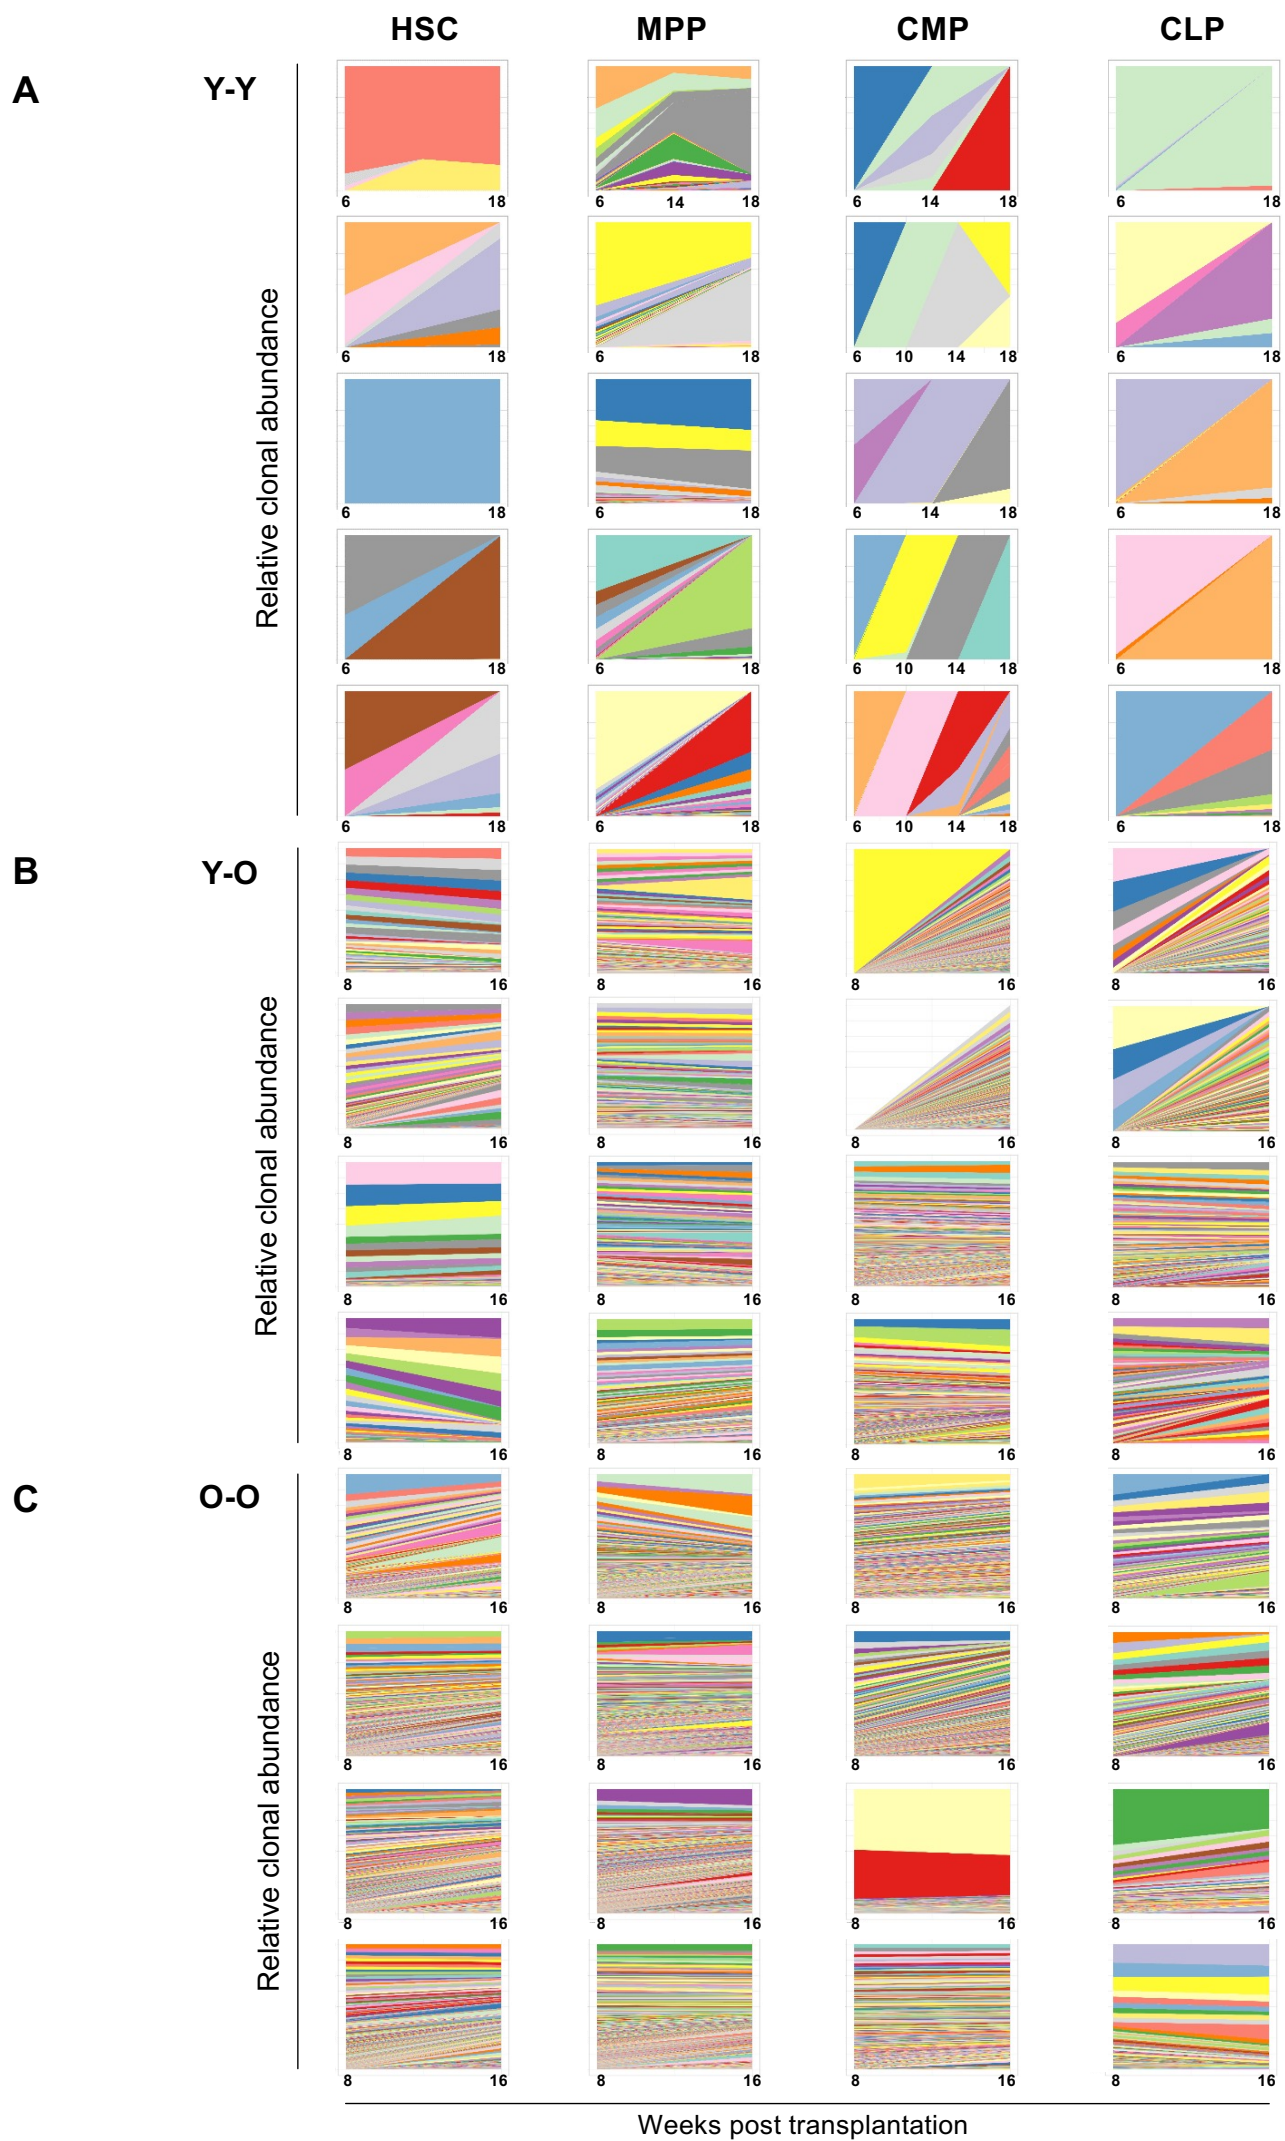 HSC MPP CMP CLP
A Y-Y
6 18 6 14 18 6 14 18 6 18
6 18 6 18 6 10 14 18 6 18
Relative clonal abundance
6 18 6 18 6 14 18 6 18
6 18 6 18 6 10 14 18 6 18
6 18 6 18 6 10 14 18 6 18
B Y-O
8 16 8 16 8 16 8 16
8 16 8 16 8 16 8 16
Relative clonal abundance
8 16 8 16 8 16 8 16
8 16 8 16 8 16 8 16
C O-O
8 16 8 16 8 16 8 16
8 16 8 16 8 16 8 16
Relative clonal abundance
8 16 8 16 8 16 8 16
8 16 8 16 8 16 8 16
Weeks post transplantation